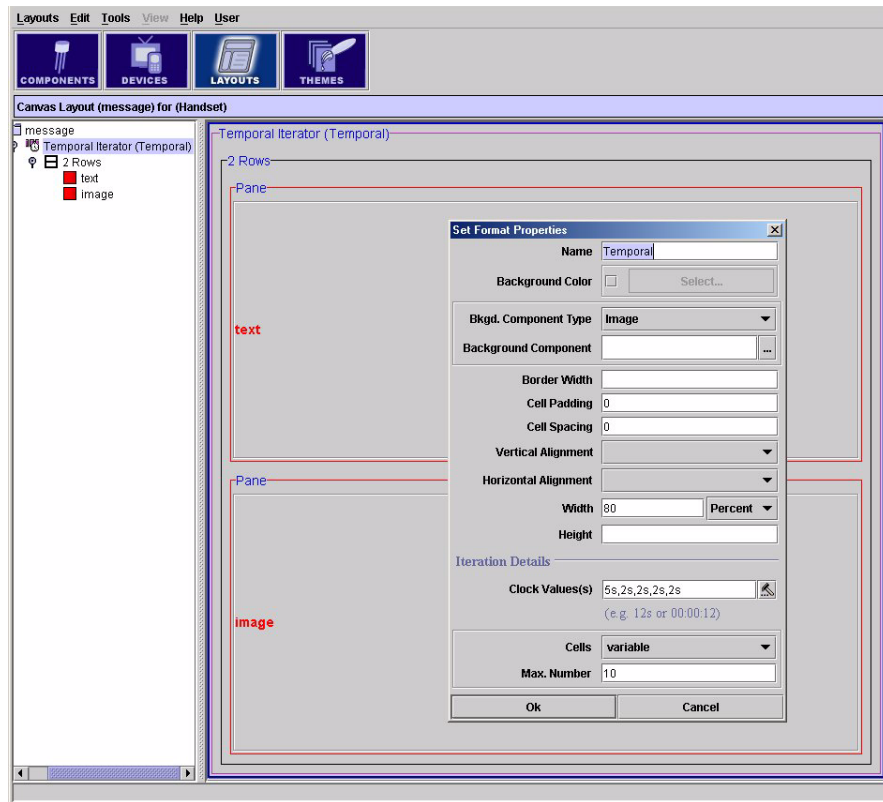 Layouts Edit Tools View Help User
COMPONENTS DEVICES LAYOUTS THEMES
Canvas Layout (message) for (Handset)
message
Temporal Iterator (Temporal)
2 Rows
text
image
Temporal Iterator (Temporal)
2 Rows
Pane
text
Pane
image
Set Format Properties
Name Temporal
Background Color Select...
Bkgd. Component Type Image
Background Component ...
Border Width
Cell Padding 0
Cell Spacing 0
Vertical Alignment
Horizontal Alignment
Width 80 Percent
Height
Iteration Details
Clock Values(s) 5s,2s,2s,2s,2s
(e.g. 12s or 00:00:12)
Cells variable
Max. Number 10
Ok Cancel